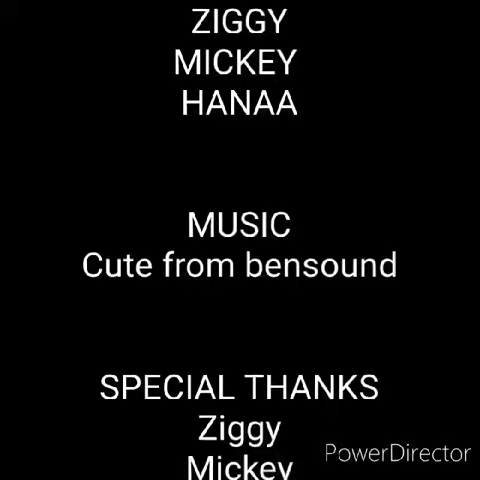 ZIGGY
MICKEY
HANAA
MUSIC
Cute from bensound
SPECIAL THANKS
Ziggy
Mickey
PowerDirector